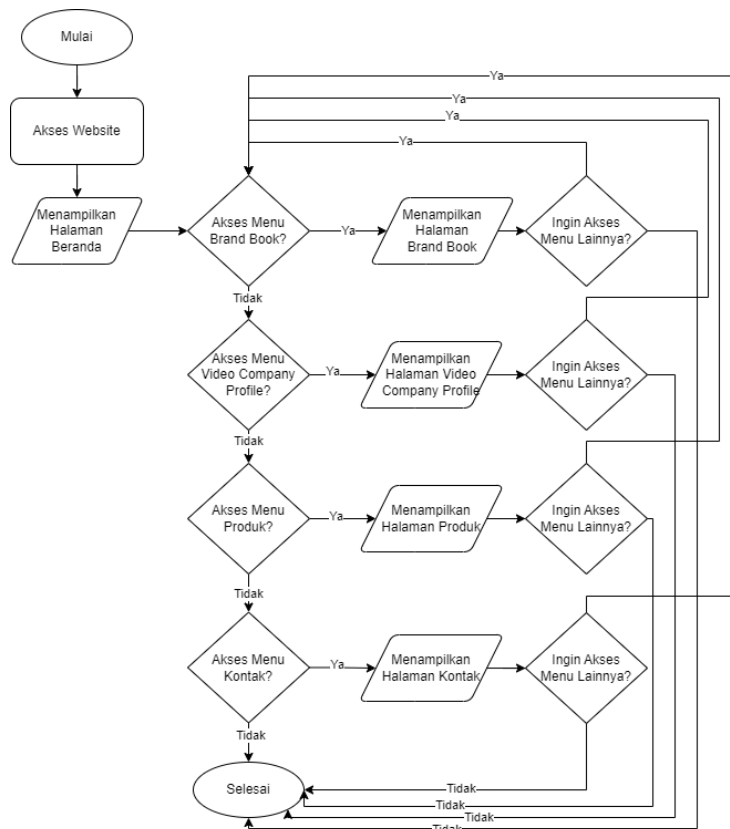 Mulai
Ya
Akses Website
Ya
Ya
Ya
Menampilkan
Halaman
Beranda
Akses Menu
Brand Book?
Ya
Menampilkan
Halaman
Brand Book
Ingin Akses
Menu Lainnya?
Tidak
Akses Menu
Video Company
Profile?
Ya
Menampilkan
Halaman Video
Company Profile
Ingin Akses
Menu Lainnya?
Tidak
Akses Menu
Produk?
Ya
Menampilkan
Halaman Produk
Ingin Akses
Menu Lainnya?
Tidak
Akses Menu
Kontak?
Ya
Menampilkan
Halaman Kontak
Ingin Akses
Menu Lainnya?
Tidak
Selesai
Tidak
Tidak
Tidak
Tidak